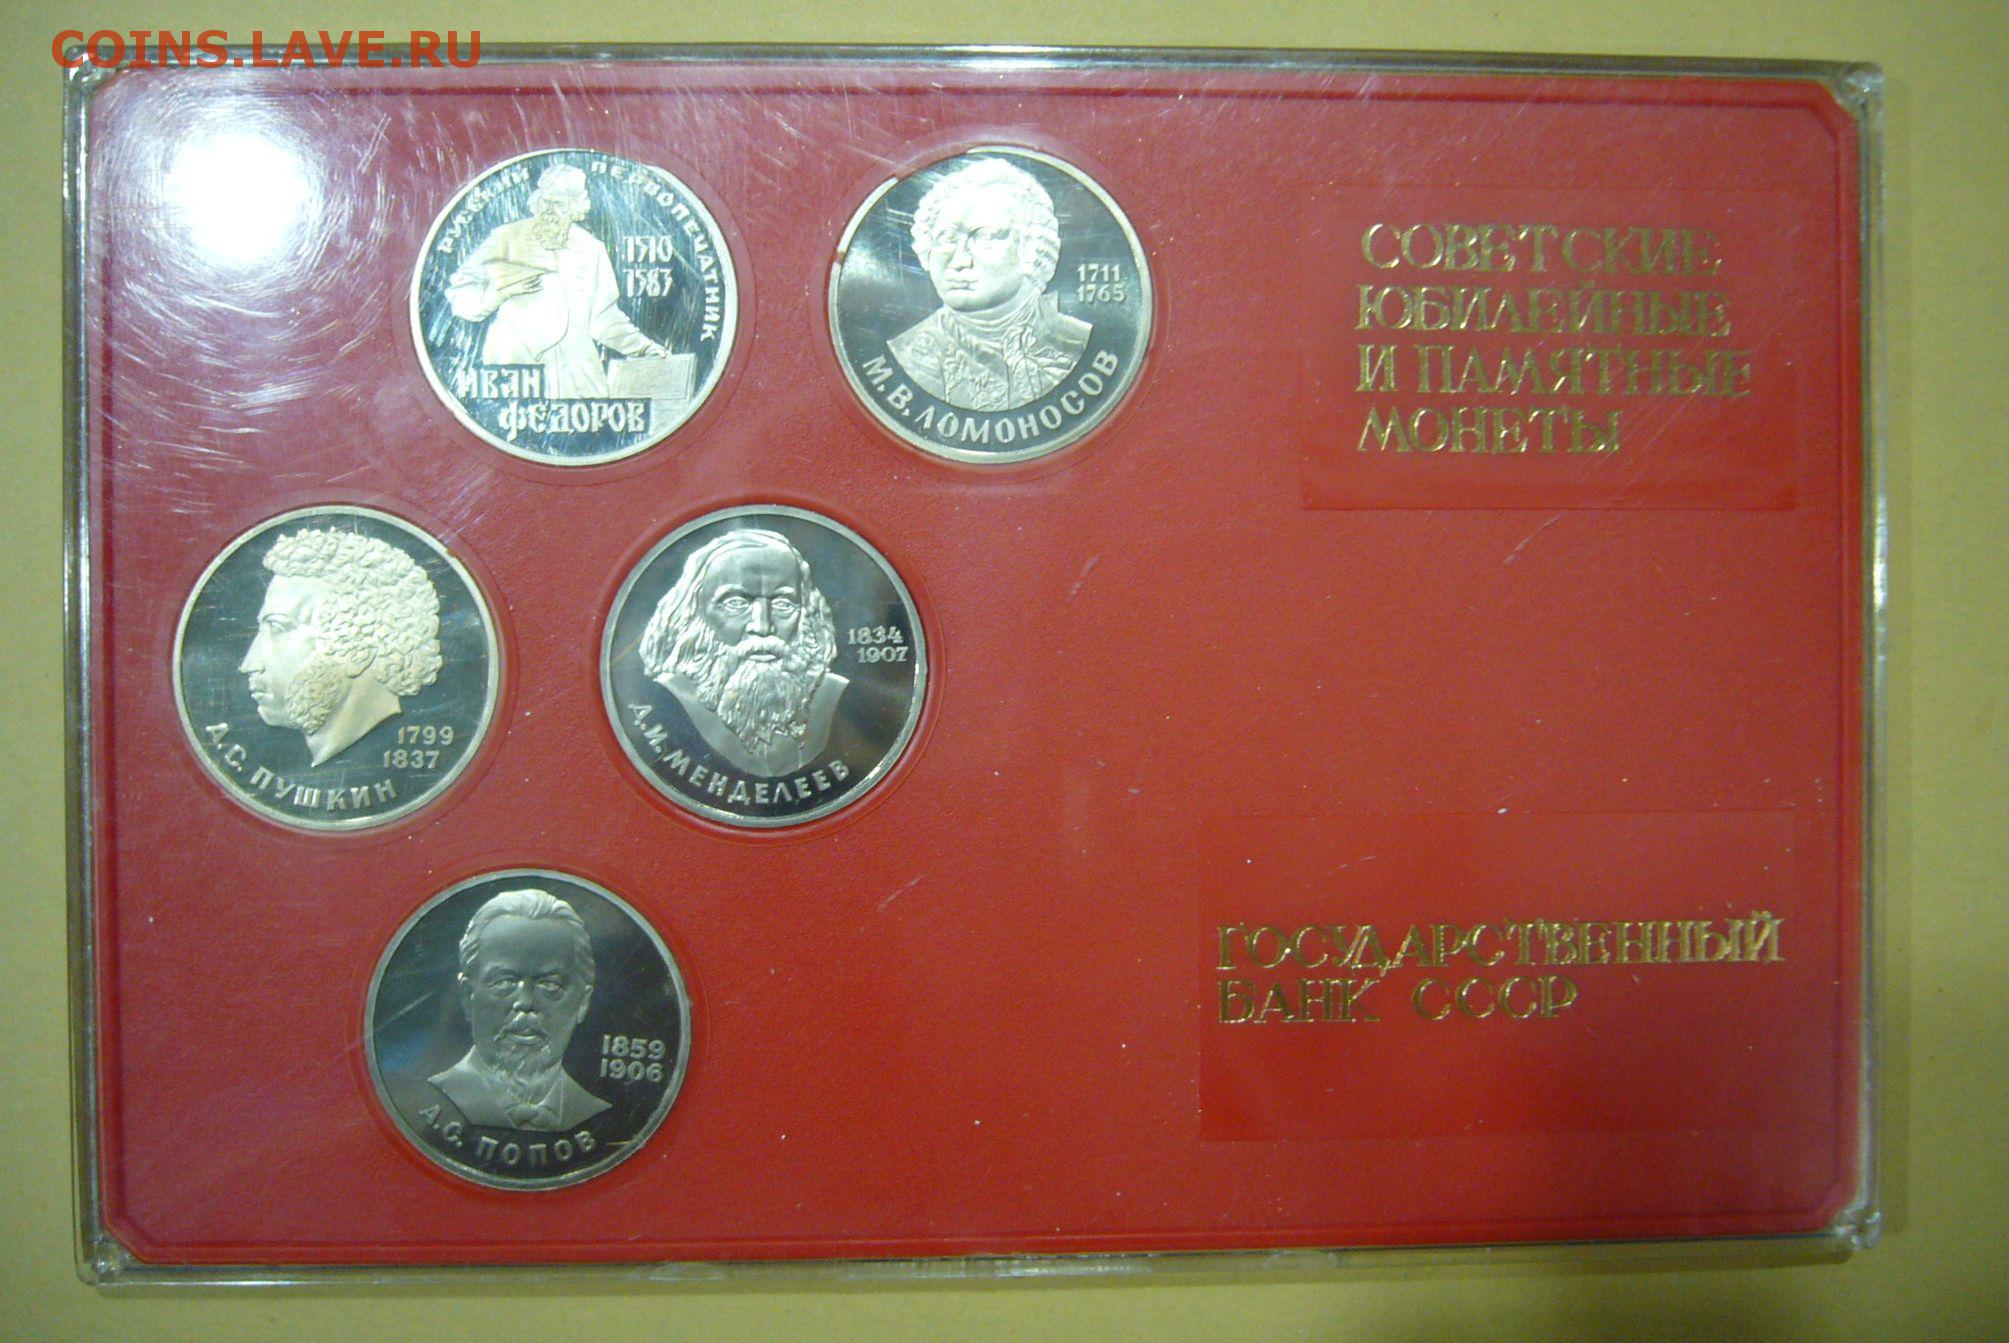 COINS.LAVE.RU
РУССКИЙ ПЕРВОПЕЧАТНИК
1510
1583
ИВАН
ФЕДОРОВ
1711
1765
М.В. ЛОМОНОСОВ
СОВЕТСКИЕ
ЮБИЛЕЙНЫЕ
И ПАМЯТНЫЕ
МОНЕТЫ
1799
1837
А.С. ПУШКИН
1834
1907
Д.И. МЕНДЕЛЕЕВ
1859
1906
А.С. ПОПОВ
ГОСУДАРСТВЕННЫЙ
БАНК СССР